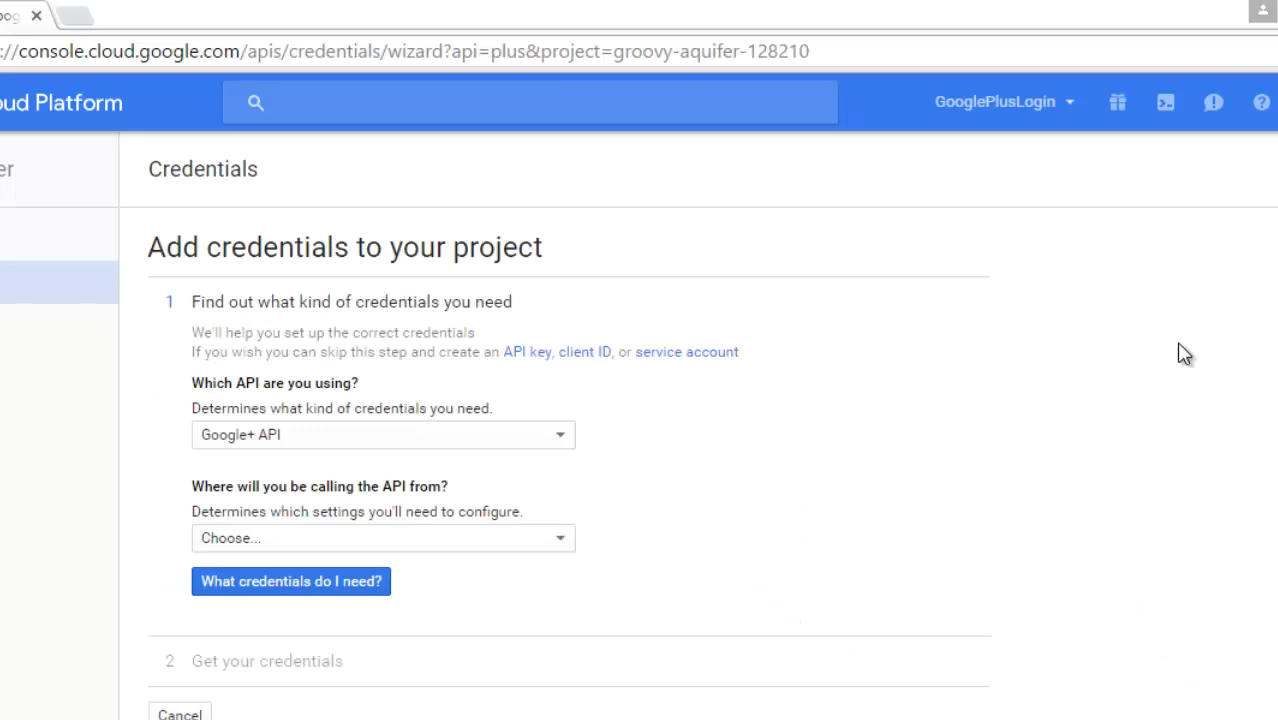 ://console.cloud.google.com/apis/credentials/wizard?api=plus&project=groovy-aquifer-128210
oud Platform
GooglePlusLogin
er
Credentials
Add credentials to your project
1 Find out what kind of credentials you need
We'll help you set up the correct credentials
If you wish you can skip this step and create an API key, client ID, or service account
Which API are you using?
Determines what kind of credentials you need.
Google+ API
Where will you be calling the API from?
Determines which settings you'll need to configure.
Choose...
What credentials do I need?
2 Get your credentials
Cancel